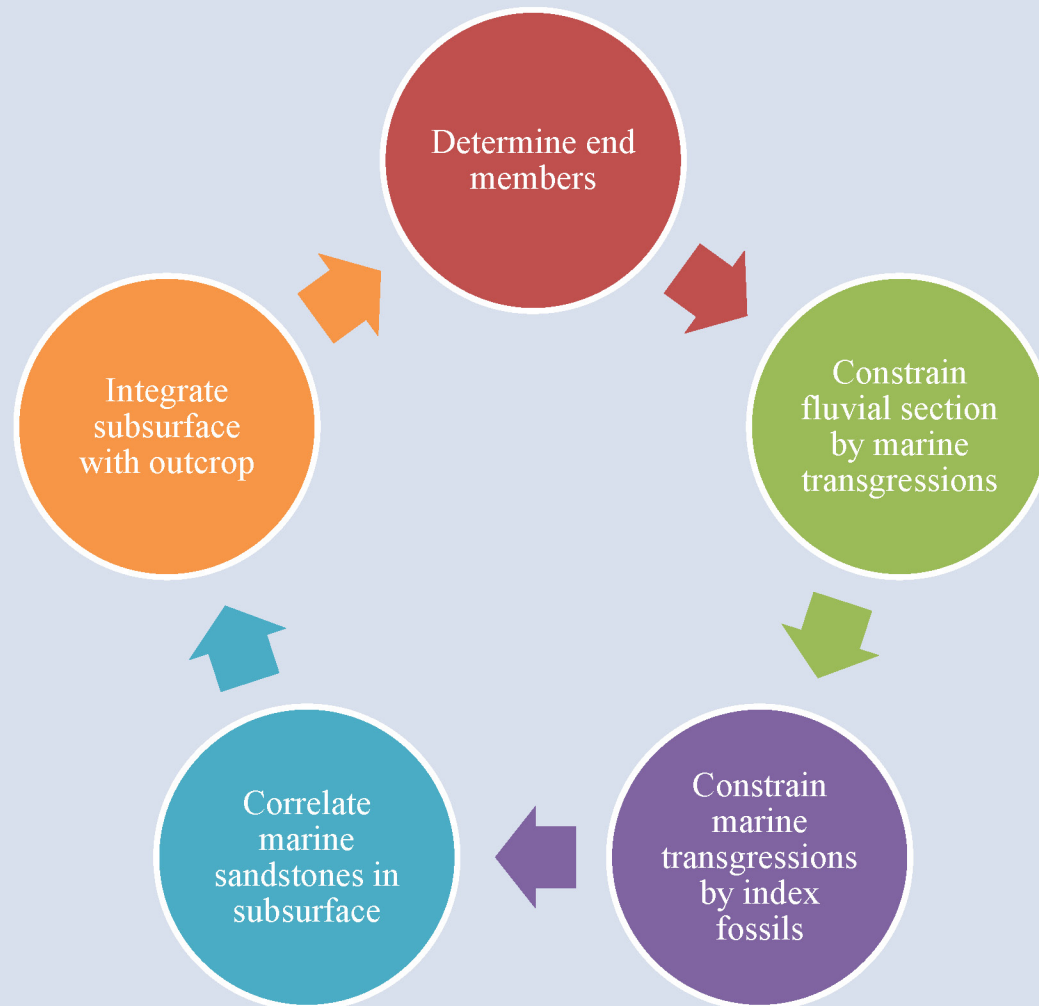 Determine end
members
Constrain
fluvial section
by marine
transgressions
Constrain
marine
transgressions
by index
fossils
Correlate
marine
sandstones in
subsurface
Integrate
subsurface
with outcrop